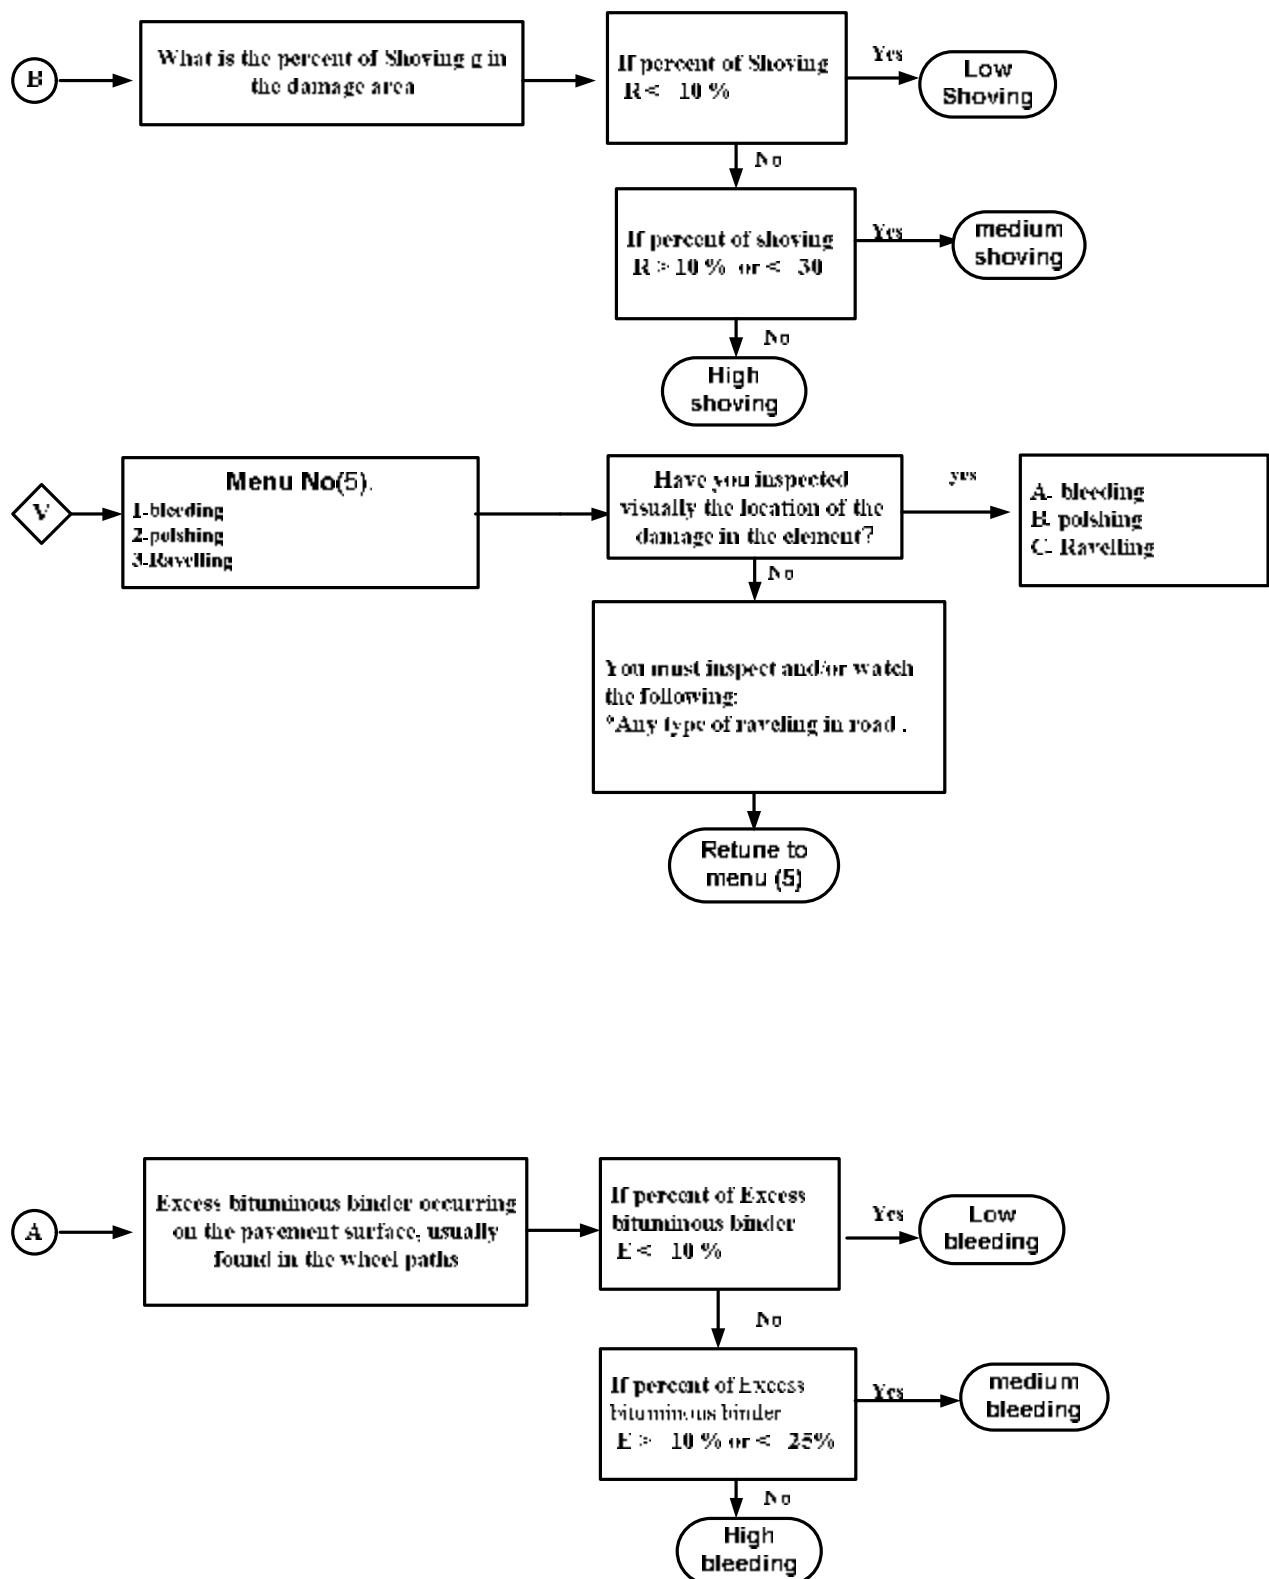 B
What is the percent of Shoving g in
the damage area
If percent of Shoving
R < 10 %
Yes
Low
Shoving
No
If percent of shoving
R > 10 % or < 30
Yes
medium
shoving
No
High
shoving
V
Menu No(5).
1-bleeding
2-polshing
3-Ravelling
Have you inspected
visually the location of the
damage in the element?
yes
A- bleeding
B- polshing
C- Ravelling
No
You must inspect and/or watch
the following:
*Any type of raveling in road .
Retune to
menu (5)
A
Excess bituminous binder occurring
on the pavement surface, usually
found in the wheel paths
If percent of Excess
bituminous binder
E < 10 %
Yes
Low
bleeding
No
If percent of Excess
bituminous binder
E > 10 % or < 25%
Yes
medium
bleeding
No
High
bleeding